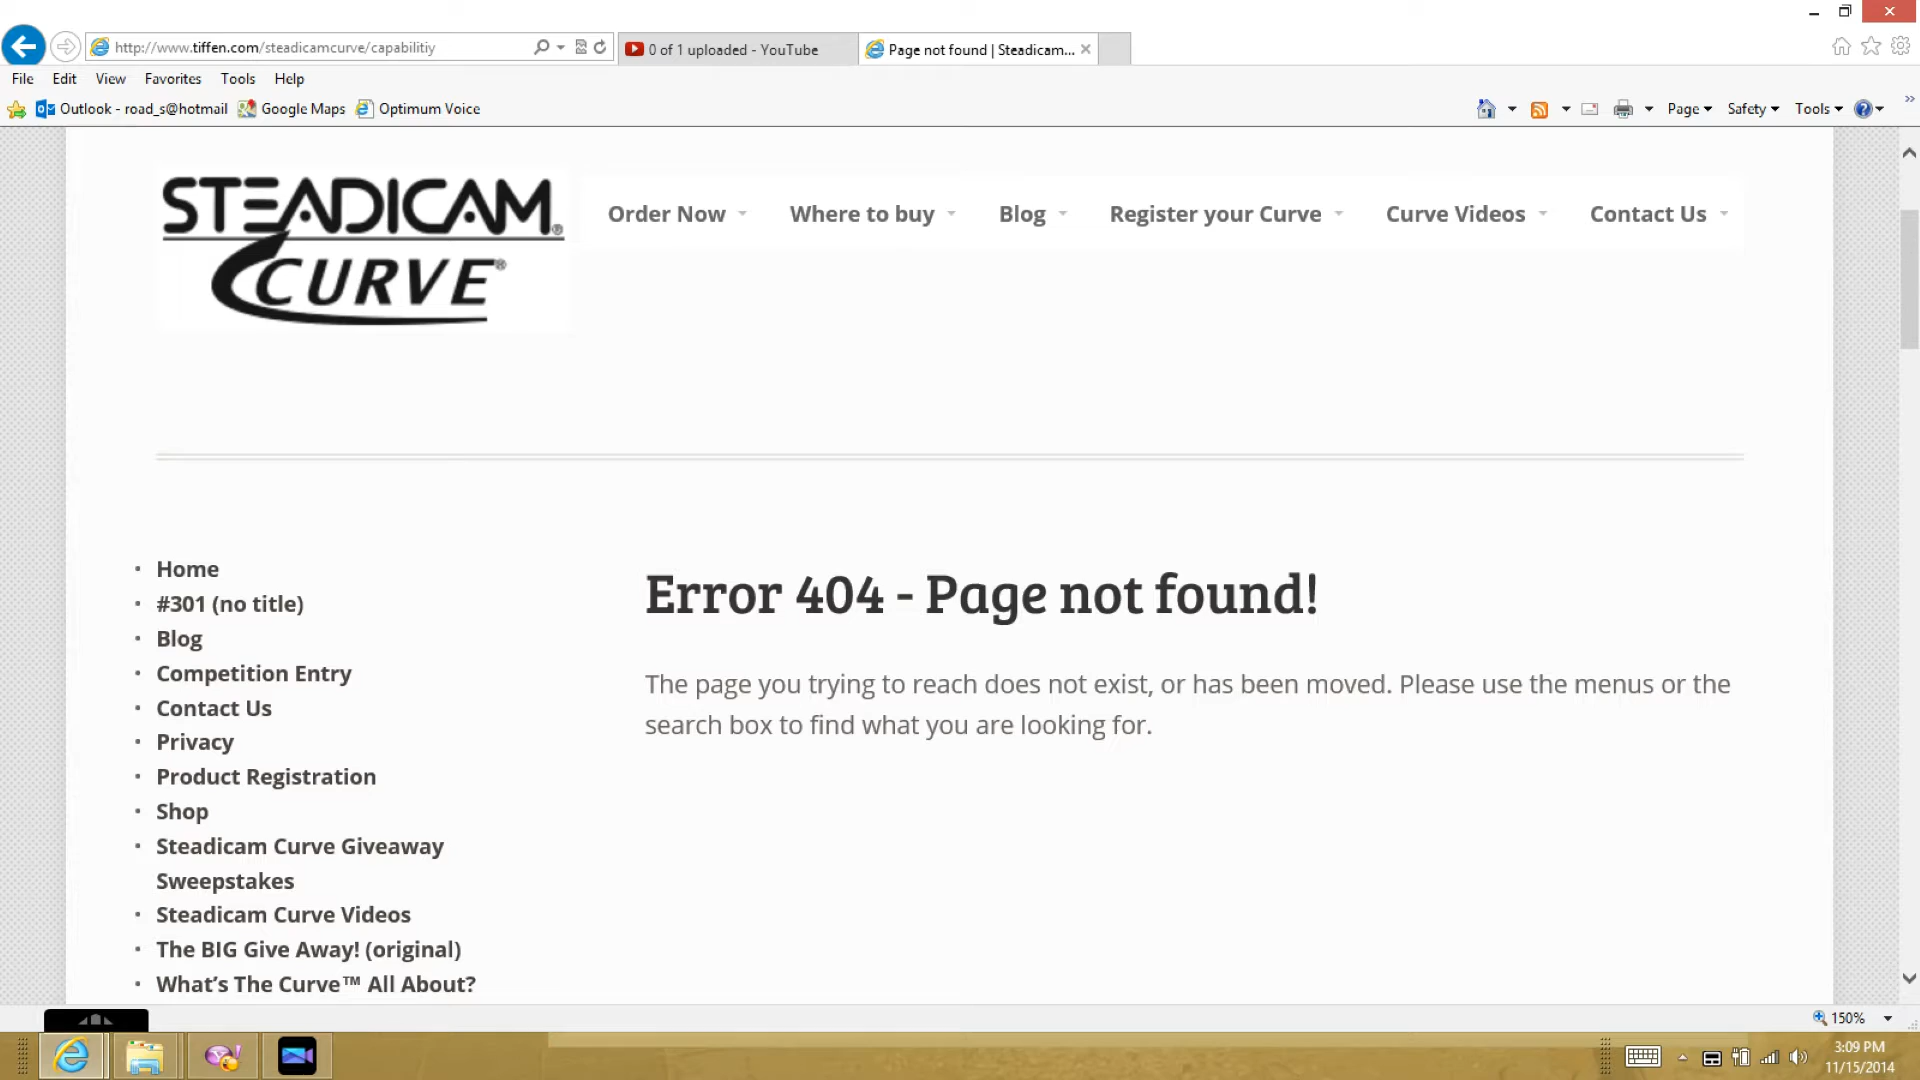 http://www.tiffen.com/steadicamcurve/capabilitiy
0 of 1 uploaded - YouTube
Page not found | Steadicam...
File Edit View Favorites Tools Help
Outlook - road_s@hotmail Google Maps Optimum Voice
Page Safety Tools
STEADICAM®
CURVE®
Order Now Where to buy Blog Register your Curve Curve Videos Contact Us
Home
#301 (no title)
Blog
Competition Entry
Contact Us
Privacy
Product Registration
Shop
Steadicam Curve Giveaway
Sweepstakes
Steadicam Curve Videos
The BIG Give Away! (original)
What's The Curve™ All About?
Error 404 - Page not found!
The page you trying to reach does not exist, or has been moved. Please use the menus or the
search box to find what you are looking for.
150%
3:09 PM
11/15/2014